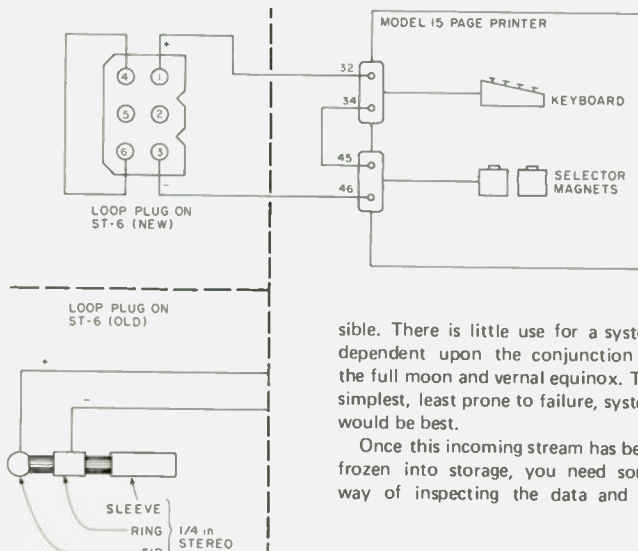 MODEL 15 PAGE PRINTER
+
4
1
32
34
KEYBOARD
5
2
6
3
45
46
SELECTOR
MAGNETS
–
LOOP PLUG ON
ST-6 (NEW)
LOOP PLUG ON
ST-6 (OLD)
+
–
SLEEVE
RING
1/4 in
STEREO
TIP
sible. There is little use for a syst
dependent upon the conjunction
the full moon and vernal equinox. T
simplest, least prone to failure, syst
would be best.
Once this incoming stream has be
frozen into storage, you need so
way of inspecting the data and